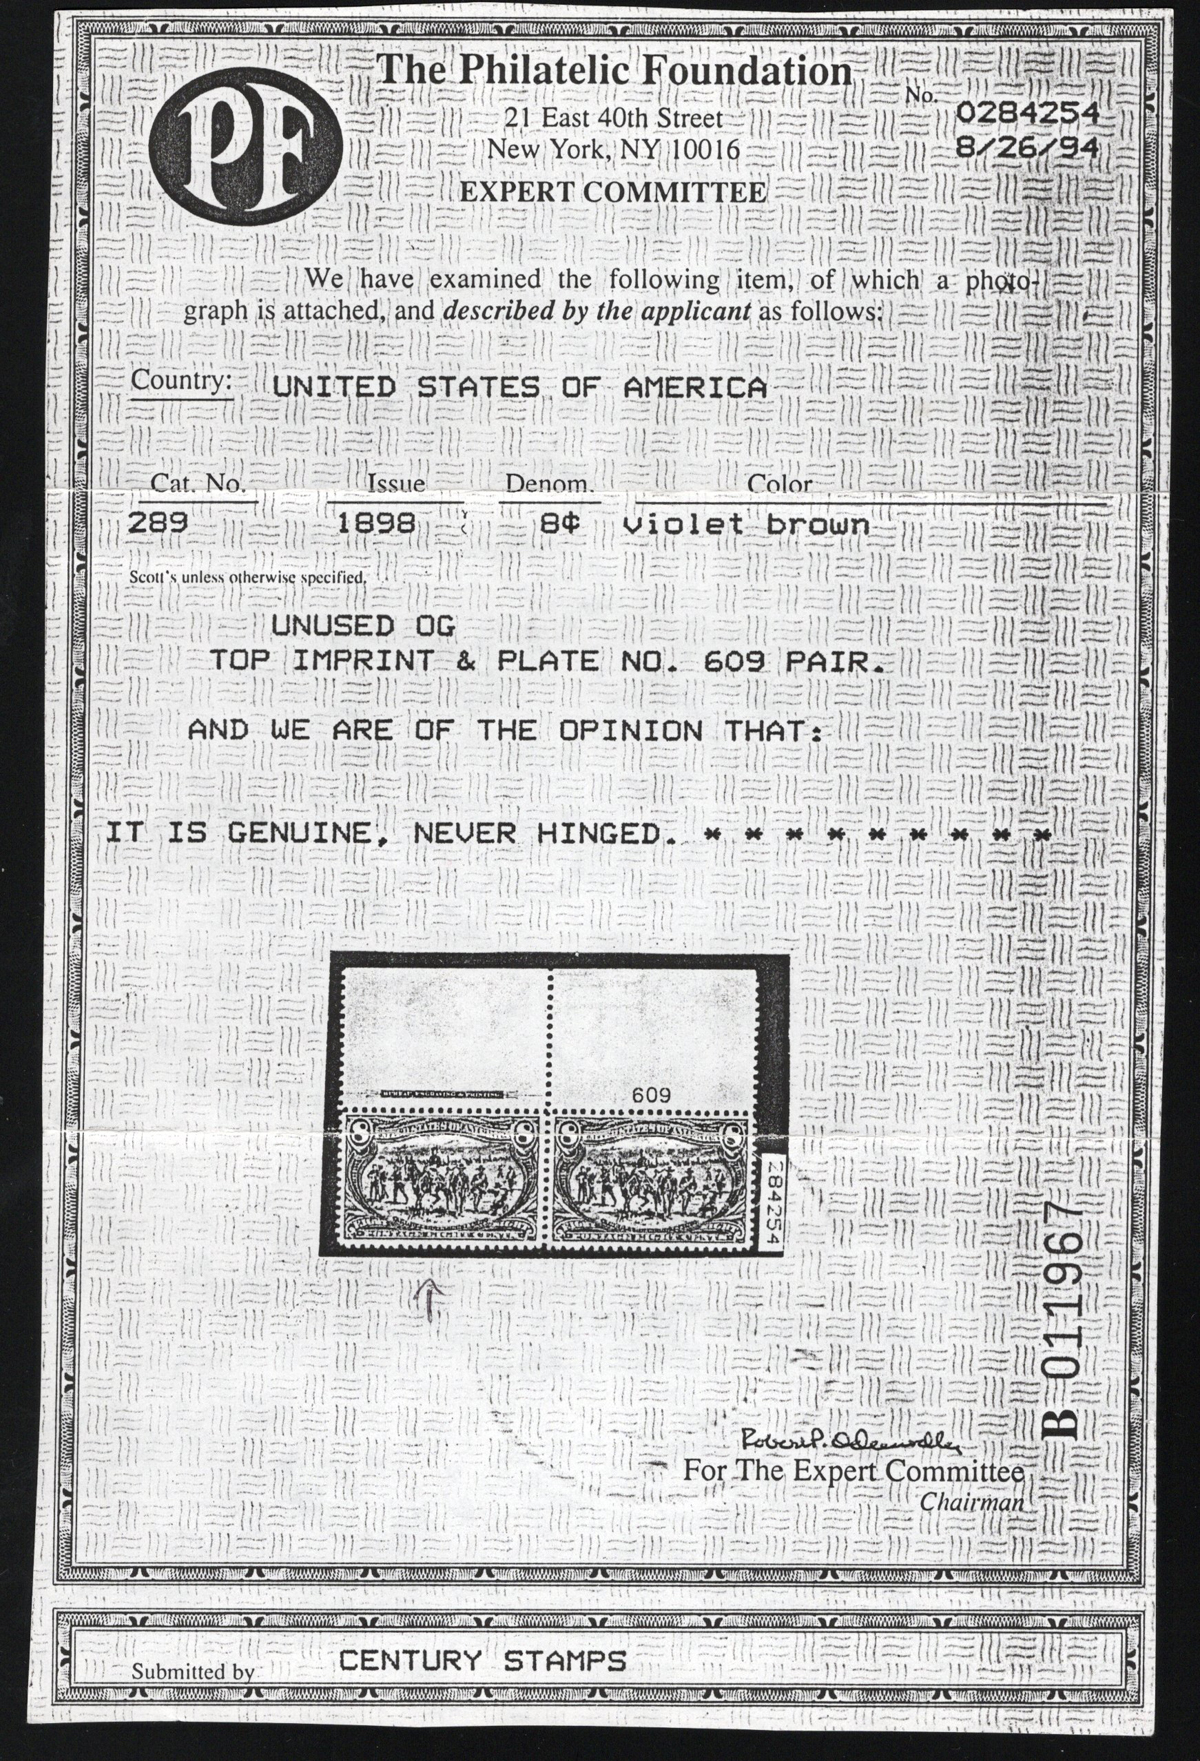 PF
The Philatelic Foundation
21 East 40th Street
New York, NY 10016
EXPERT COMMITTEE
No. 0284254
8/26/94
We have examined the following item, of which a photo-
graph is attached, and described by the applicant as follows:
Country: UNITED STATES OF AMERICA
Cat. No. Issue Denom. Color
289 1898 8¢ violet brown
Scott's unless otherwise specified.
UNUSED OG
TOP IMPRINT & PLATE NO. 609 PAIR.
AND WE ARE OF THE OPINION THAT:
IT IS GENUINE, NEVER HINGED. * * * * * * * * *
BUREAU ENGRAVING & PRINTING
609
284254
B 011967
For The Expert Committee
Chairman
Submitted by CENTURY STAMPS